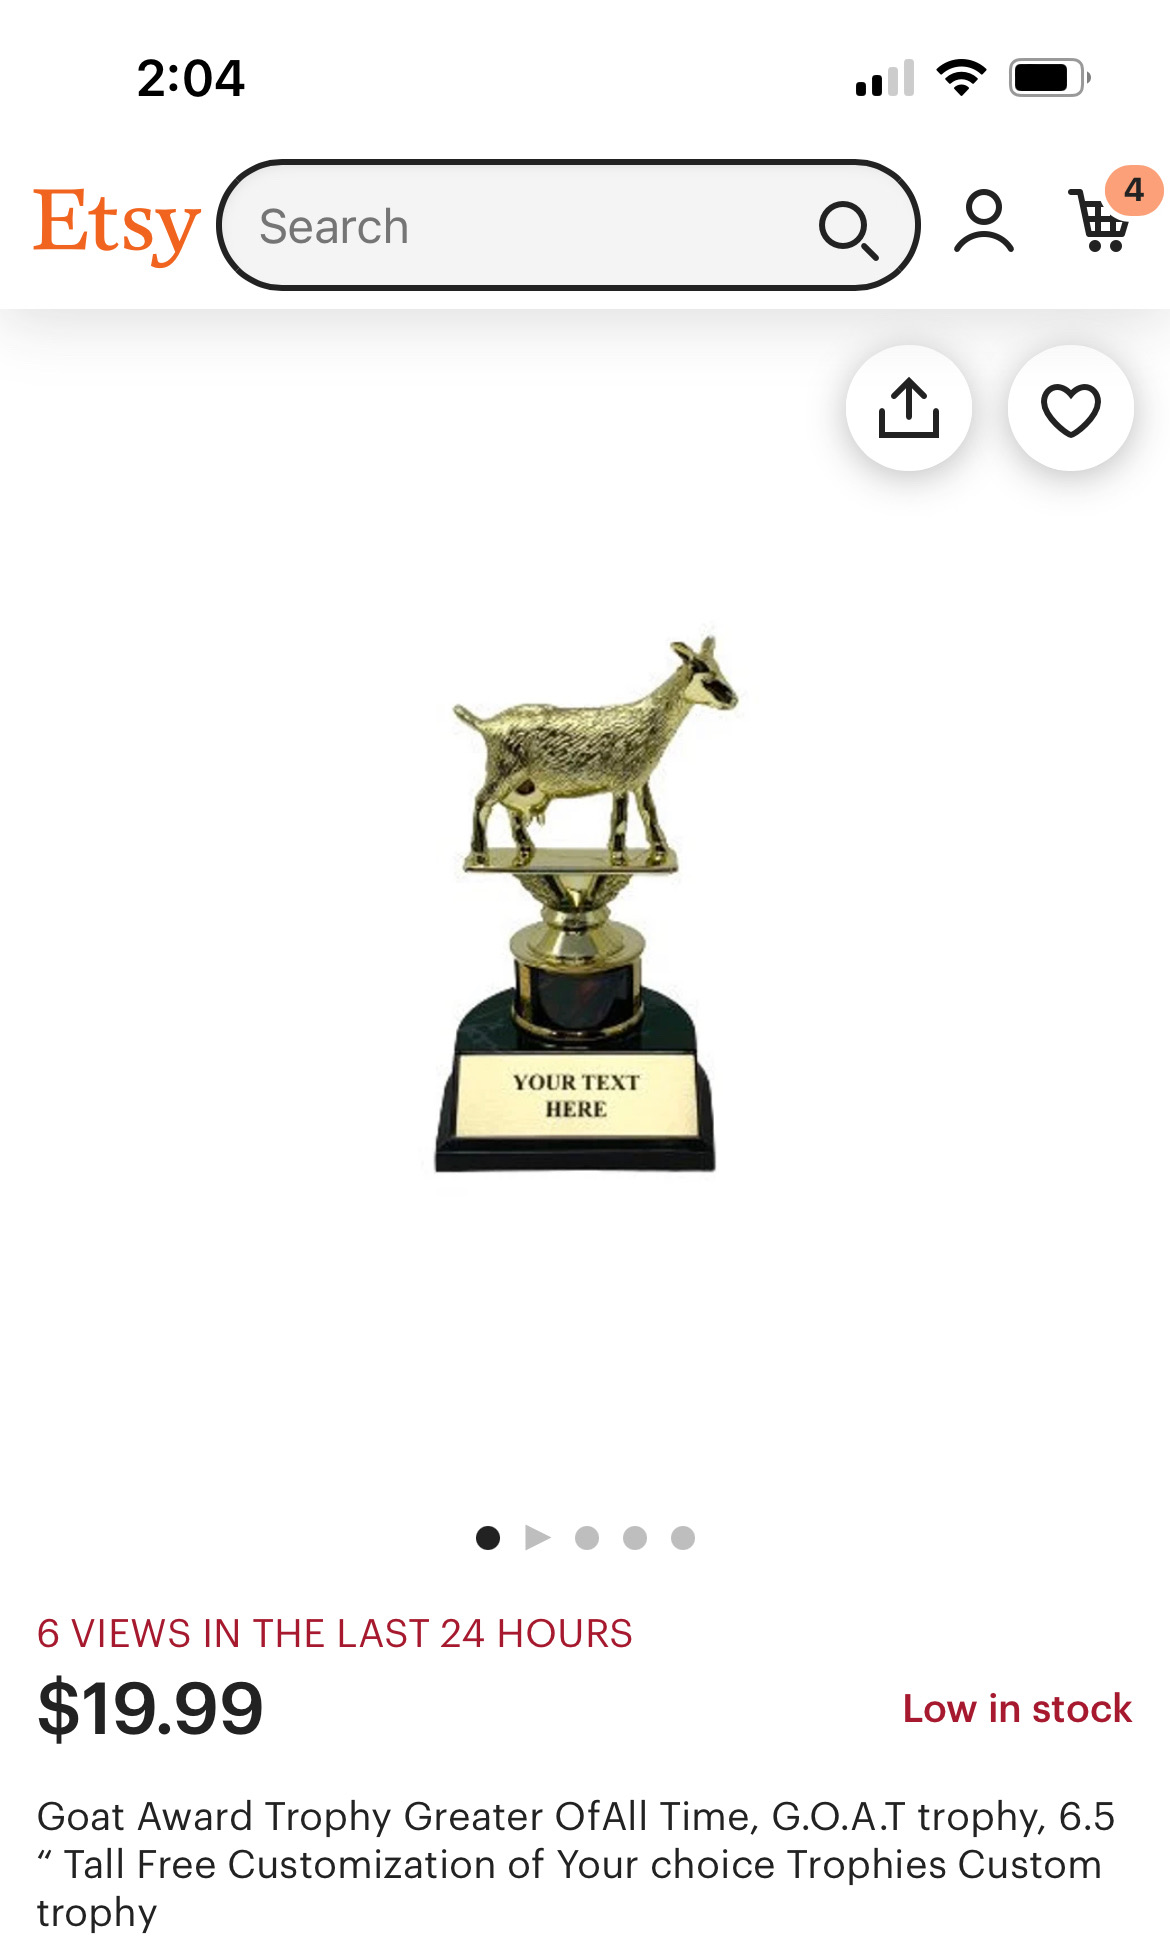 2:04
Etsy
Search
4
YOUR TEXT
HERE
6 VIEWS IN THE LAST 24 HOURS
$19.99
Low in stock
Goat Award Trophy Greater OfAll Time, G.O.A.T trophy, 6.5
“ Tall Free Customization of Your choice Trophies Custom
trophy